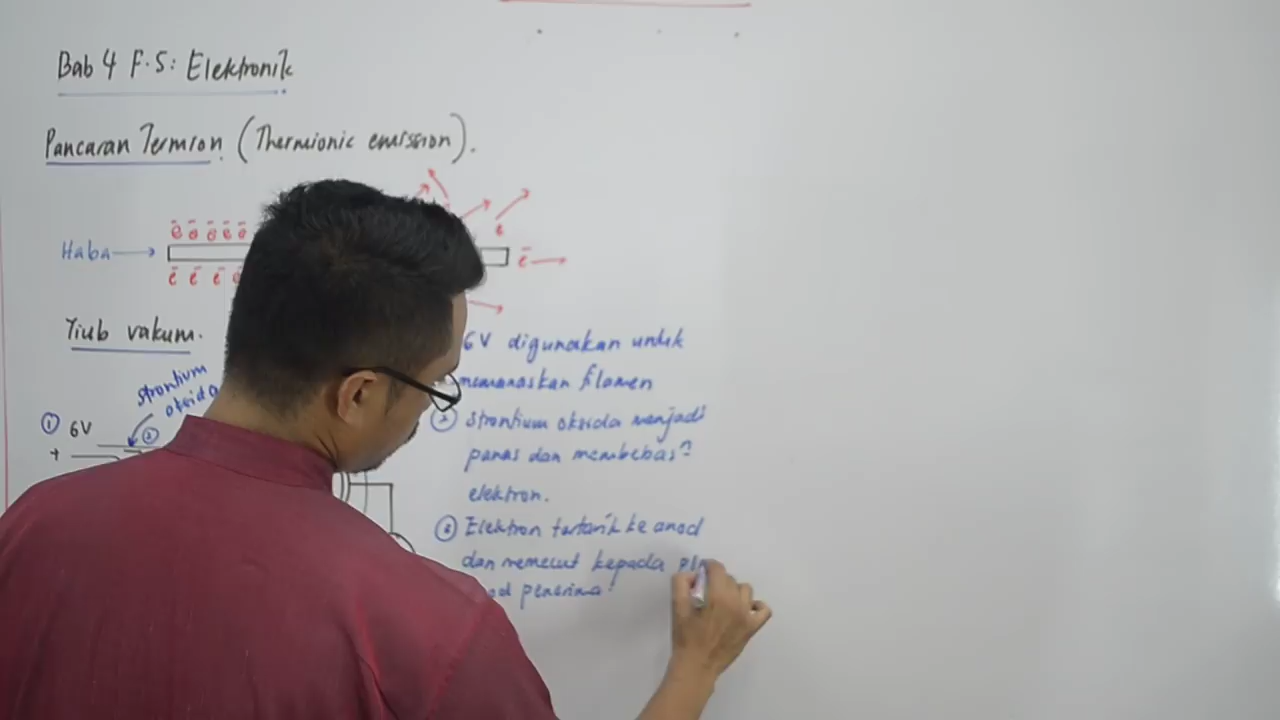 Bab 4 F.5: Elektronik
Pancaran Termion (Thermionic emission).
ē ē ē ē ē
Haba
ē
ē ē ē
Tiub vakum.
strontium
oksida
① 6V
②
+
6V digunakan untuk
memanaskan filamen
② Strontium oksida menjadi
panas dan membebas
elektron.
③ Elektron tertarik ke anod
dan memecut kepada
penerima